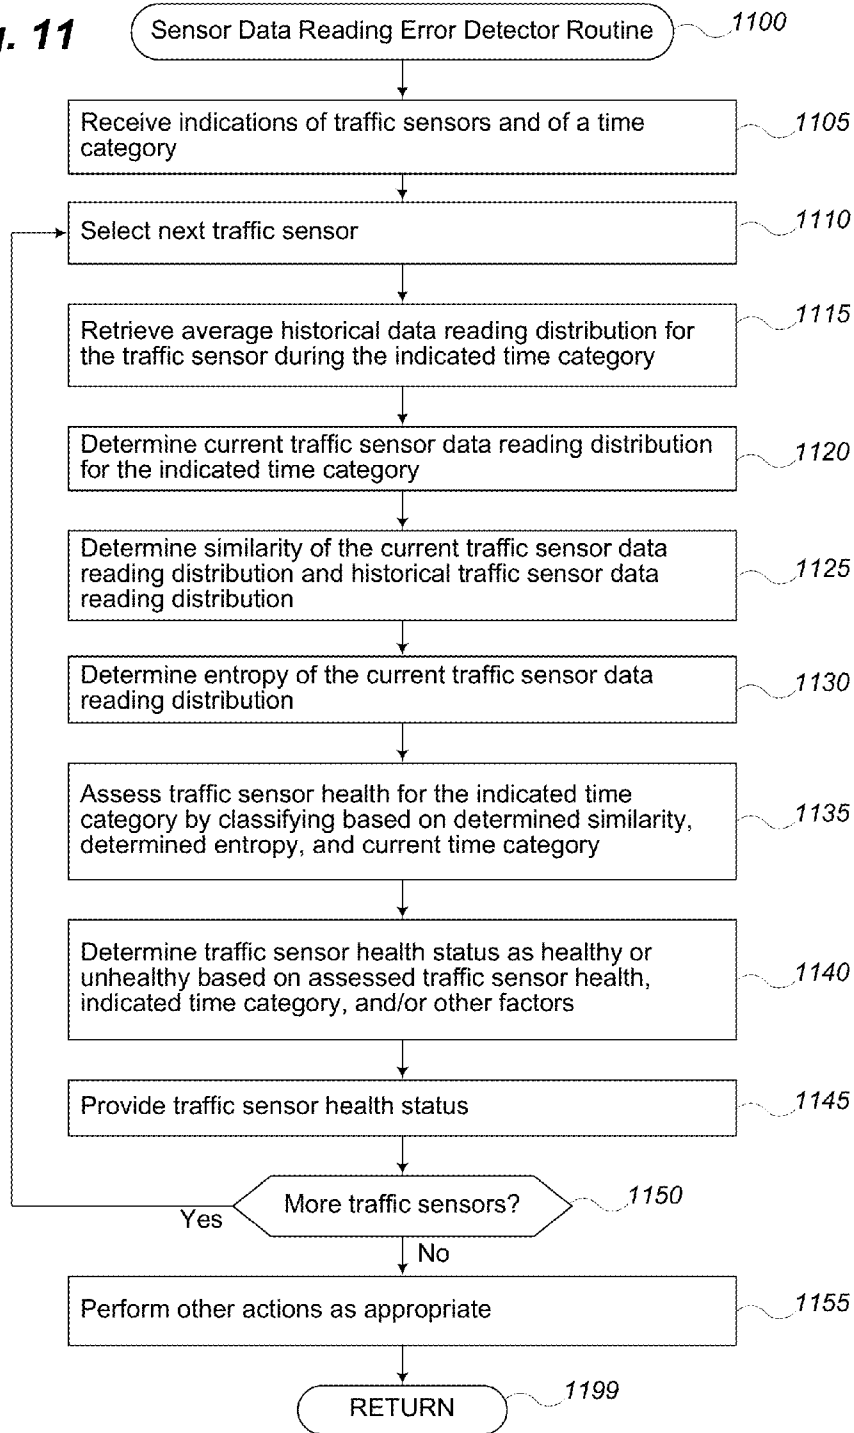 g. 11
Sensor Data Reading Error Detector Routine
1100
Receive indications of traffic sensors and of a time
category
1105
Select next traffic sensor
1110
Retrieve average historical data reading distribution for
the traffic sensor during the indicated time category
1115
Determine current traffic sensor data reading distribution
for the indicated time category
1120
Determine similarity of the current traffic sensor data
reading distribution and historical traffic sensor data
reading distribution
1125
Determine entropy of the current traffic sensor data
reading distribution
1130
Assess traffic sensor health for the indicated time
category by classifying based on determined similarity,
determined entropy, and current time category
1135
Determine traffic sensor health status as healthy or
unhealthy based on assessed traffic sensor health,
indicated time category, and/or other factors
1140
Provide traffic sensor health status
1145
More traffic sensors?
1150
Yes
No
Perform other actions as appropriate
1155
RETURN
1199